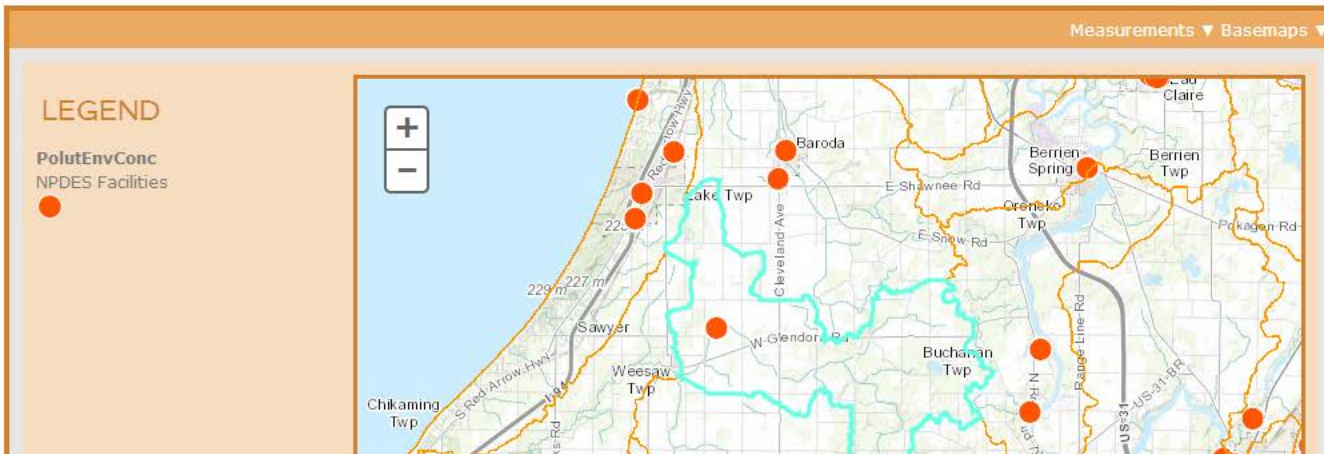 Measurements ▼ Basemaps ▼
LEGEND
PolutEnvConc
NPDES Facilities
+
−
Claire
Baroda
Berrien
Spring
Berrien
Twp
E Shawnee Rd
Lake Twp
Oronoko
Twp
Pokagon Rd
Cleveland Ave
E Snow Rd
229 m
227 m
Sawyer
W Glendora Rd
Buchanan
Twp
Range Line Rd
Weesaw
Twp
S Red Arrow Hwy
I-94
US-31-BR
Chikaming
Twp
US-31